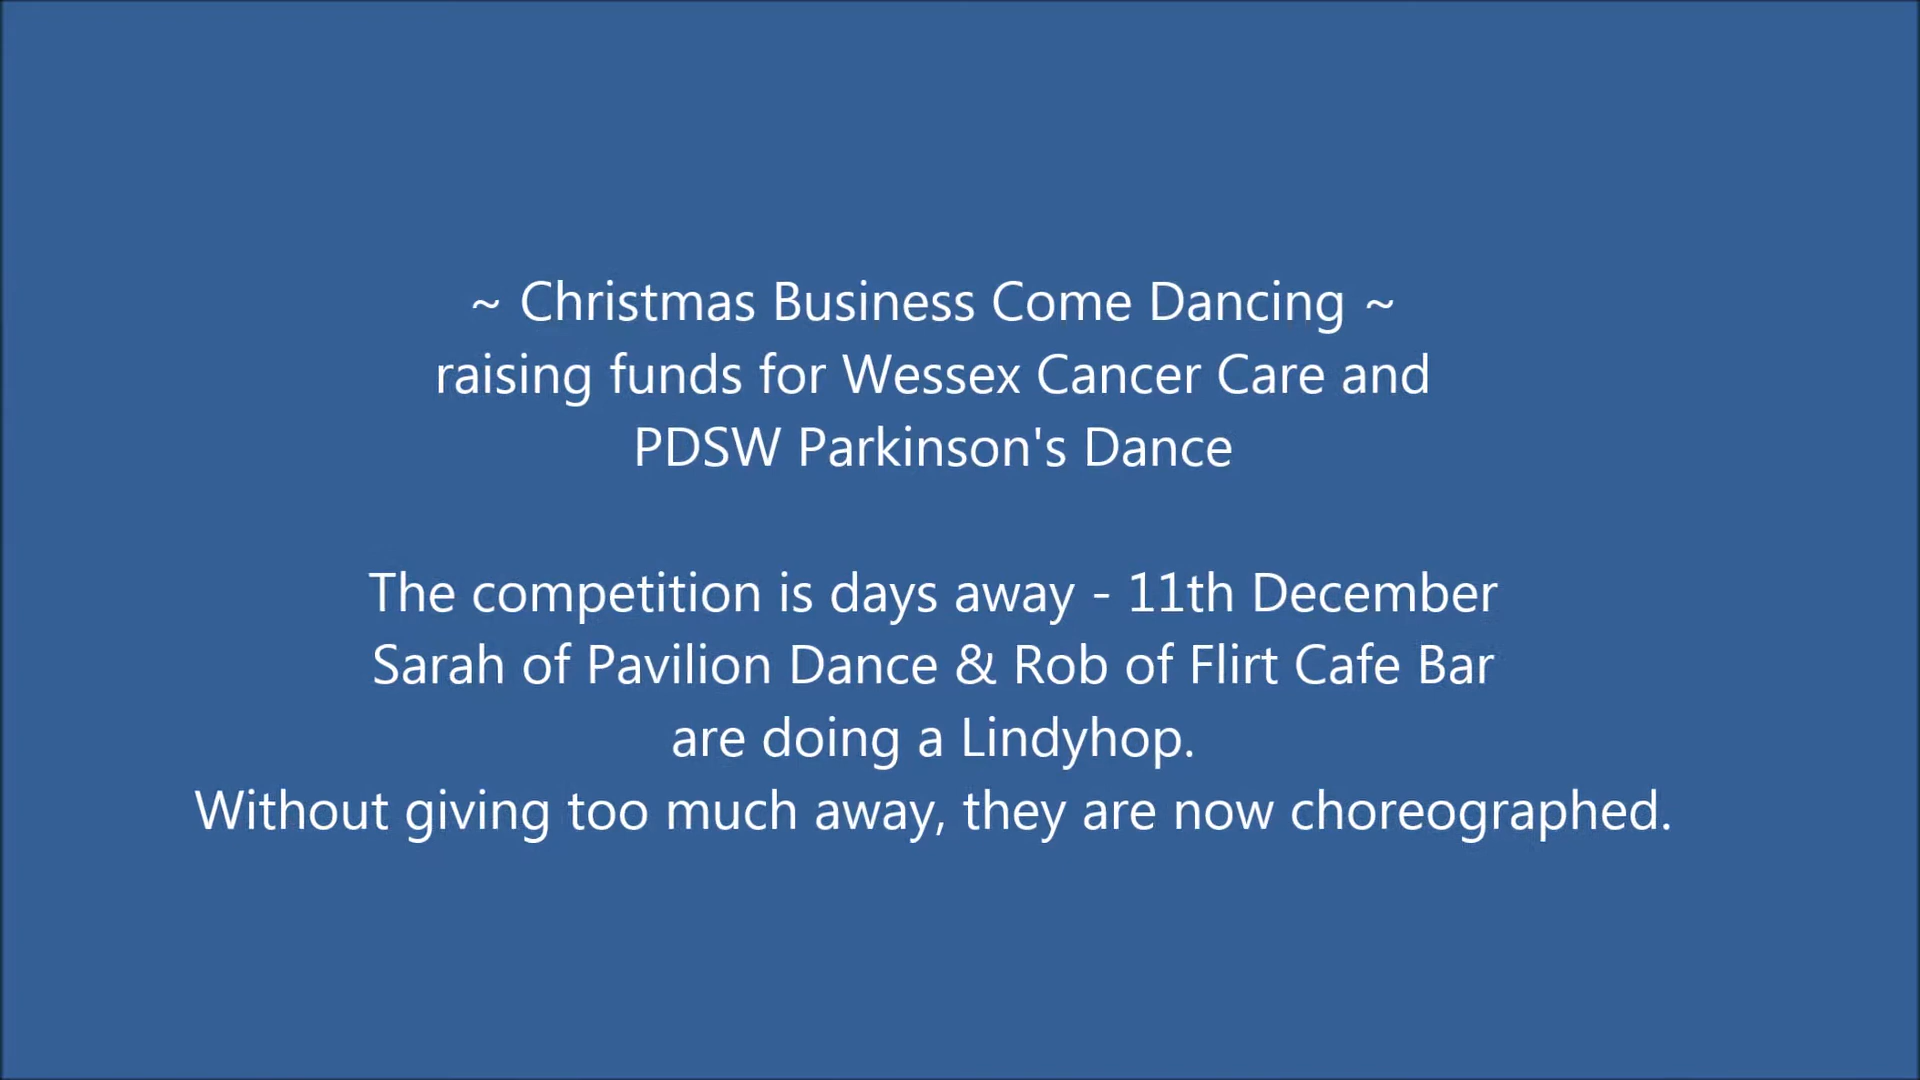 ~ Christmas Business Come Dancing ~
raising funds for Wessex Cancer Care and
PDSW Parkinson's Dance
The competition is days away - 11th December
Sarah of Pavilion Dance & Rob of Flirt Cafe Bar
are doing a Lindyhop.
Without giving too much away, they are now choreographed.